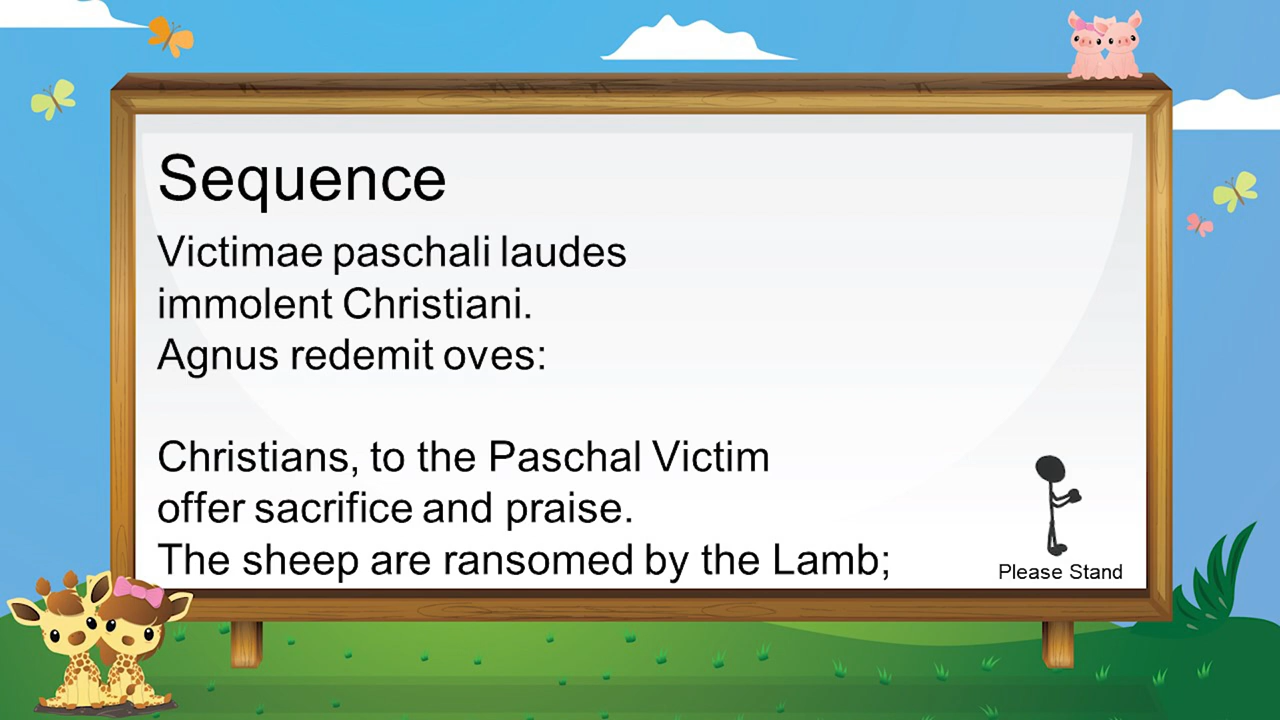 Sequence
Victimae paschali laudes
immolent Christiani.
Agnus redemit oves:
Christians, to the Paschal Victim
offer sacrifice and praise.
The sheep are ransomed by the Lamb;
Please Stand